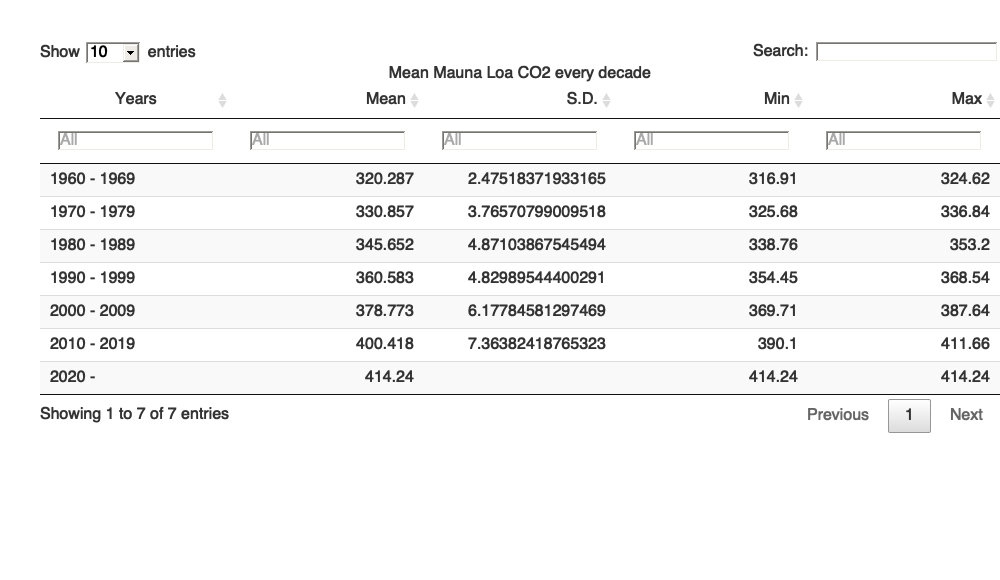 Show 10 entries Search:
Mean Mauna Loa CO2 every decade
Years Mean S.D. Min Max
All All All All All
1960 - 1969 320.287 2.47518371933165 316.91 324.62
1970 - 1979 330.857 3.76570799009518 325.68 336.84
1980 - 1989 345.652 4.87103867545494 338.76 353.2
1990 - 1999 360.583 4.82989544400291 354.45 368.54
2000 - 2009 378.773 6.17784581297469 369.71 387.64
2010 - 2019 400.418 7.36382418765323 390.1 411.66
2020 - 414.24 414.24 414.24
Showing 1 to 7 of 7 entries Previous 1 Next